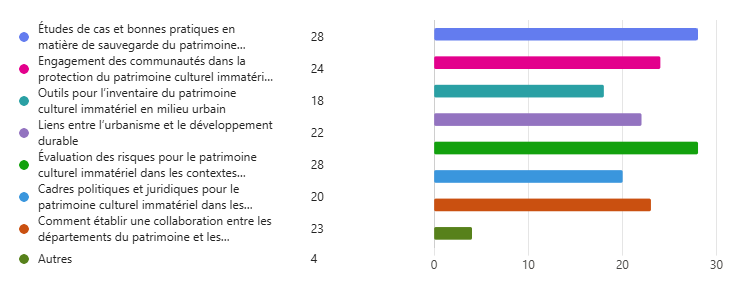 Études de cas et bonnes pratiques en
matière de sauvegarde du patrimoine...
28
Engagement des communautés dans la
protection du patrimoine culturel immatéri...
24
Outils pour l'inventaire du patrimoine
culturel immatériel en milieu urbain
18
Liens entre l'urbanisme et le développement
durable
22
Évaluation des risques pour le patrimoine
culturel immatériel dans les contextes...
28
Cadres politiques et juridiques pour le
patrimoine culturel immatériel dans les...
20
Comment établir une collaboration entre les
départements du patrimoine et les...
23
Autres
4
0 10 20 30